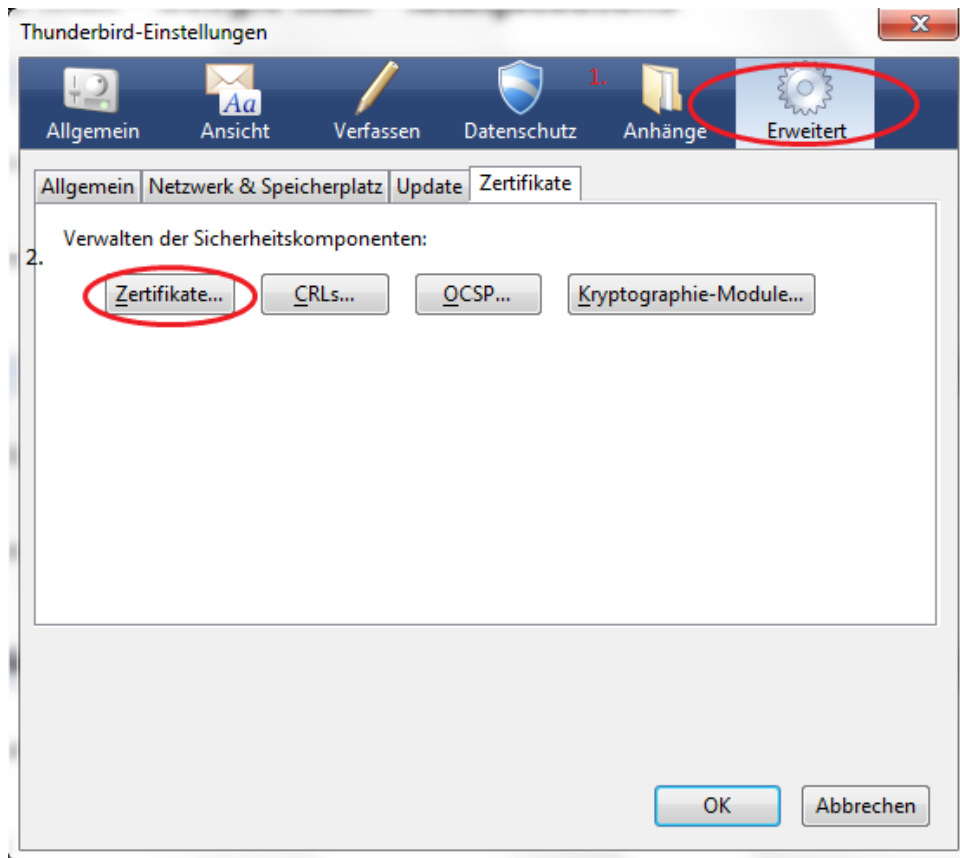 Thunderbird-Einstellungen
x
1.
Aa
Allgemein Ansicht Verfassen Datenschutz Anhänge Erweitert
Allgemein Netzwerk & Speicherplatz Update Zertifikate
Verwalten der Sicherheitskomponenten:
2.
Zertifikate... CRLs... OCSP... Kryptographie-Module...
OK Abbrechen